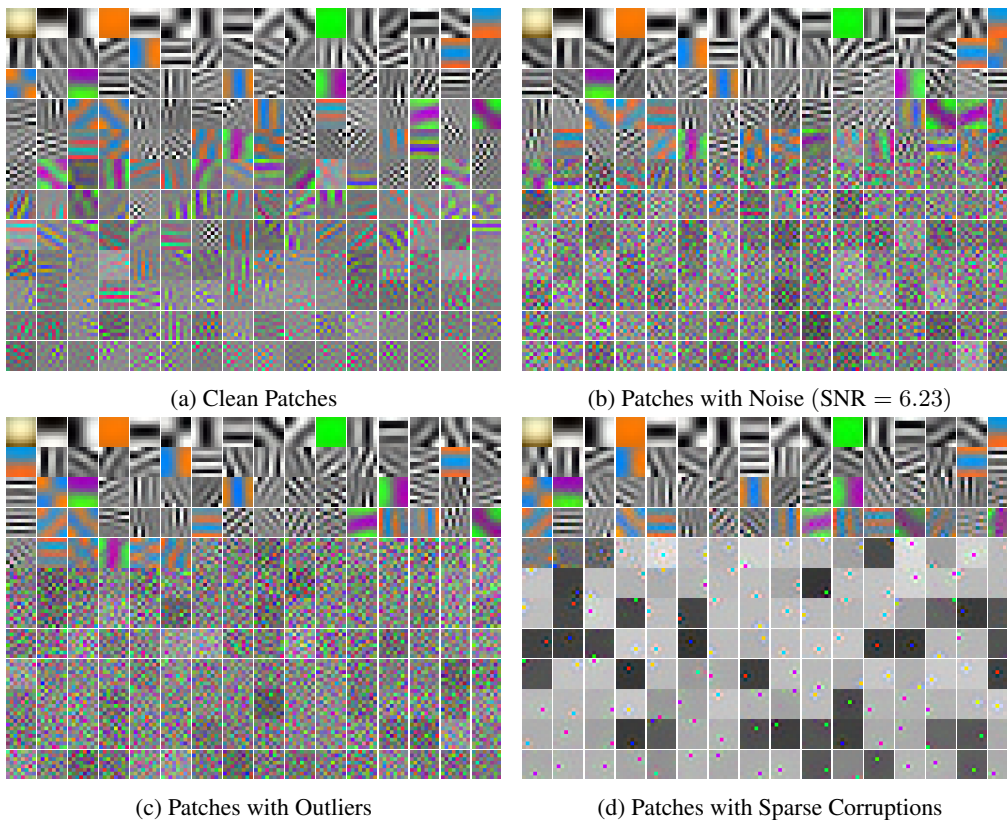 (a) Clean Patches
(b) Patches with Noise (SNR = 6.23)
(c) Patches with Outliers
(d) Patches with Sparse Corruptions